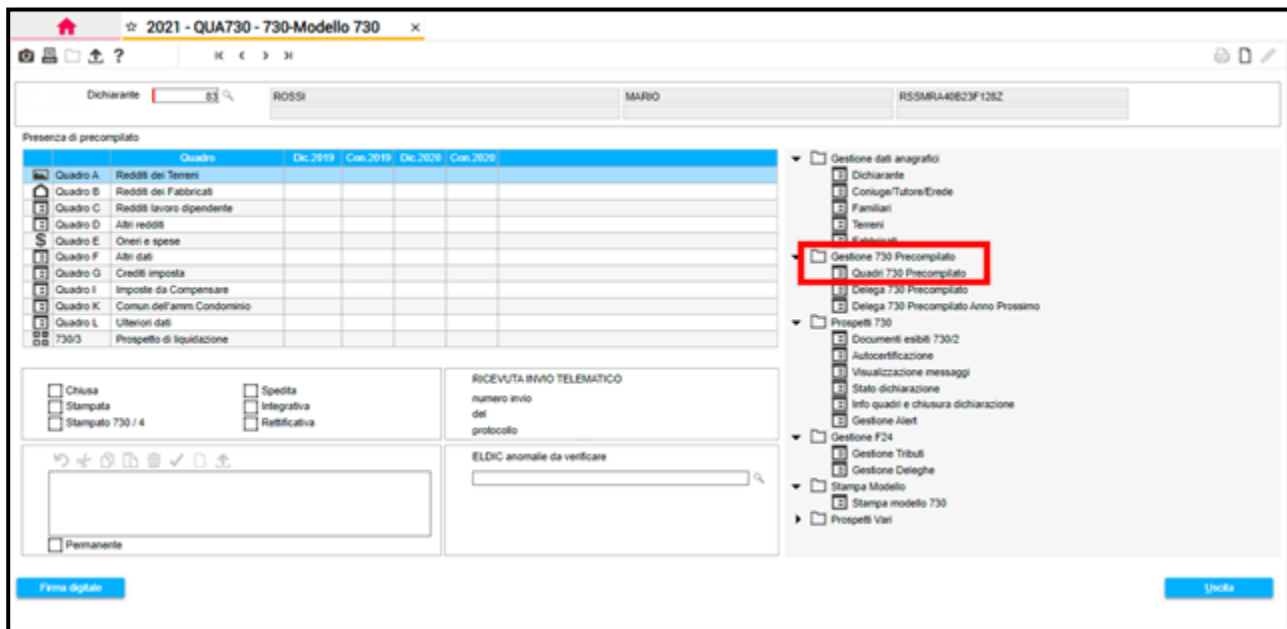 2021 - QUA730 - 730-Modello 730 ×
?
Dichiarante 83 ROSSI MARIO RSSMRA40B23F128Z
Presenza di precompilato
Quadro Dic.2019 Con.2019 Dic.2020 Con.2020
Quadro A Redditi dei Terreni
Quadro B Redditi dei Fabbricati
Quadro C Redditi lavoro dipendente
Quadro D Altri redditi
Quadro E Oneri e spese
Quadro F Altri dati
Quadro G Crediti imposta
Quadro I Imposte da Compensare
Quadro K Comun.dell'amm.Condominio
Quadro L Ulteriori dati
730/3 Prospetto di liquidazione
Chiusa Spedita
Stampata Integrativa
Stampato 730 / 4 Rettificativa
RICEVUTA INVIO TELEMATICO
numero invio
del
protocollo
ELDIC anomalie da verificare
Permanente
Gestione dati anagrafici
Dichiarante
Coniuge/Tutore/Erede
Familiari
Terreni
Fabbricati
Gestione 730 Precompilato
Quadri 730 Precompilato
Delega 730 Precompilato
Delega 730 Precompilato Anno Prossimo
Prospetti 730
Documenti esibiti 730/2
Autocertificazione
Visualizzazione messaggi
Stato dichiarazione
Info quadri e chiusura dichiarazione
Gestione Alert
Gestione F24
Gestione Tributi
Gestione Deleghe
Stampa Modello
Stampa modello 730
Prospetti Vari
Firma digitale
Uscita